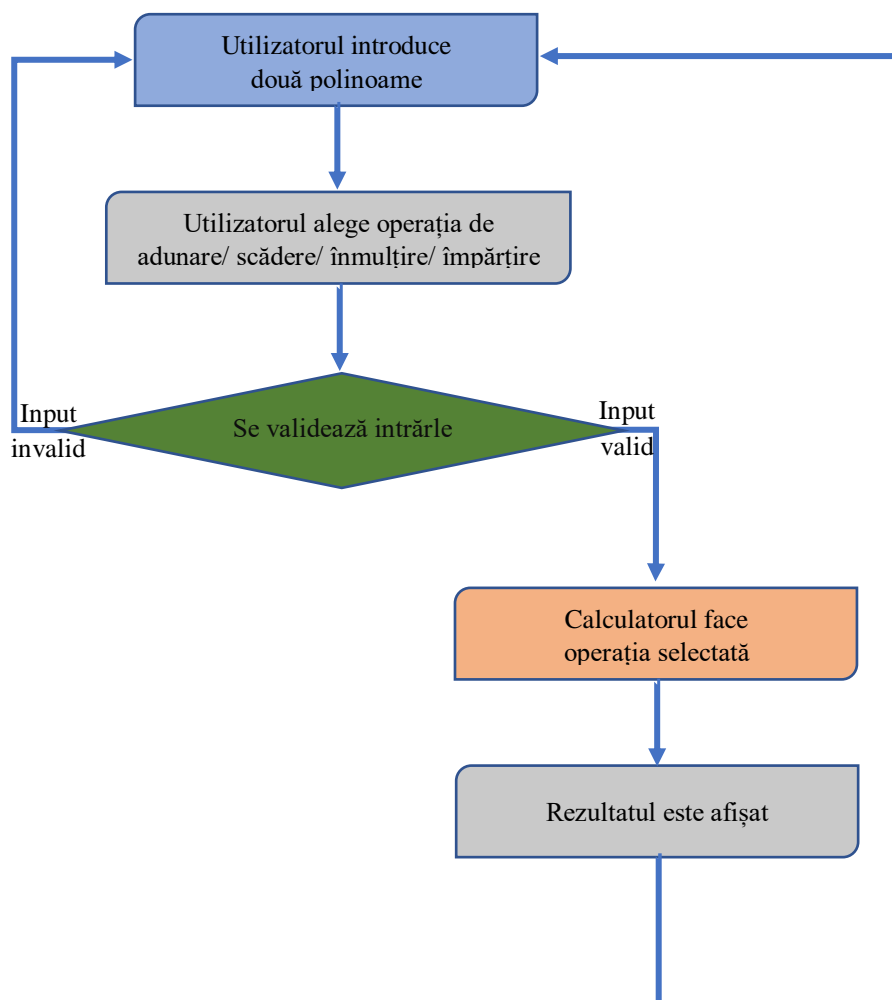 Utilizatorul introduce
două polinoame
Utilizatorul alege operația de
adunare/ scădere/ înmulțire/ împărțire
Se validează intrărle
Input
invalid
Input
valid
Calculatorul face
operația selectată
Rezultatul este afișat